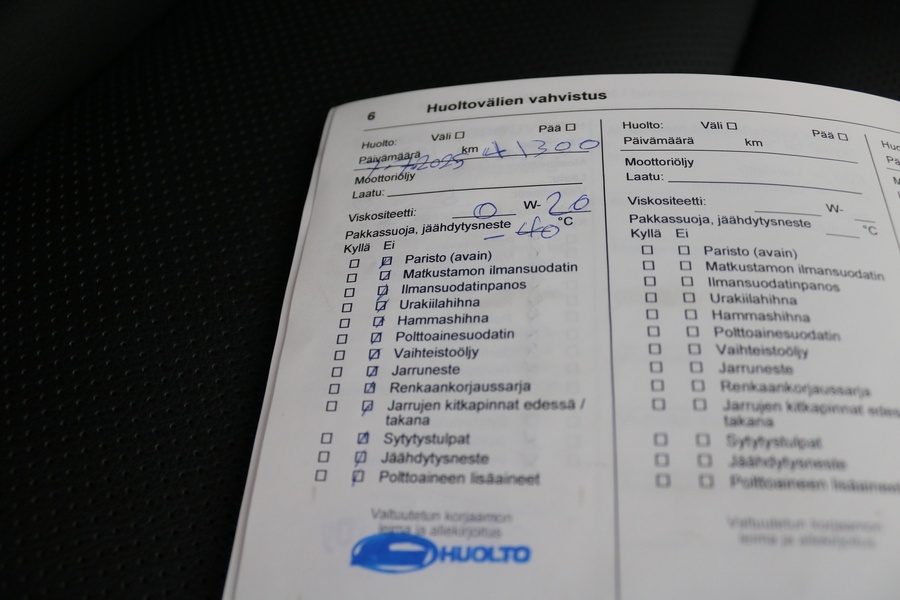 6 Huoltovälien vahvistus
Huolto: Väli Pää
Päivämäärä km 41300
Moottoriöljy
Laatu:
Viskositeetti: 0 W-20
Pakkassuoja, jäähdytysneste -40 °C
Kyllä Ei
Paristo (avain)
Matkustamon ilmansuodatin
Ilmansuodatinpanos
Urakiilahihna
Hammashihna
Polttoainesuodatin
Vaihteistoöljy
Jarruneste
Renkaankorjaussarja
Jarrujen kitkapinnat edessä /
takana
Sytytystulpat
Jäähdytysneste
Polttoaineen lisäaineet
Valtuutetun korjaamon
leima ja allekirjoitus
HUOLTO
Huolto: Väli Pää
Päivämäärä km
Moottoriöljy
Laatu:
Viskositeetti: W-
Pakkassuoja, jäähdytysneste °C
Kyllä Ei
Paristo (avain)
Matkustamon ilmansuodatin
Ilmansuodatinpanos
Urakiilahihna
Hammashihna
Polttoainesuodatin
Vaihteistoöljy
Jarruneste
Renkaankorjaussarja
Jarrujen kitkapinnat
takana
Sytytystulpat
Jäähdytysneste
Polttoaineen lisäaineet
Valtuutetun korjaamon
leima ja allekirjoitus